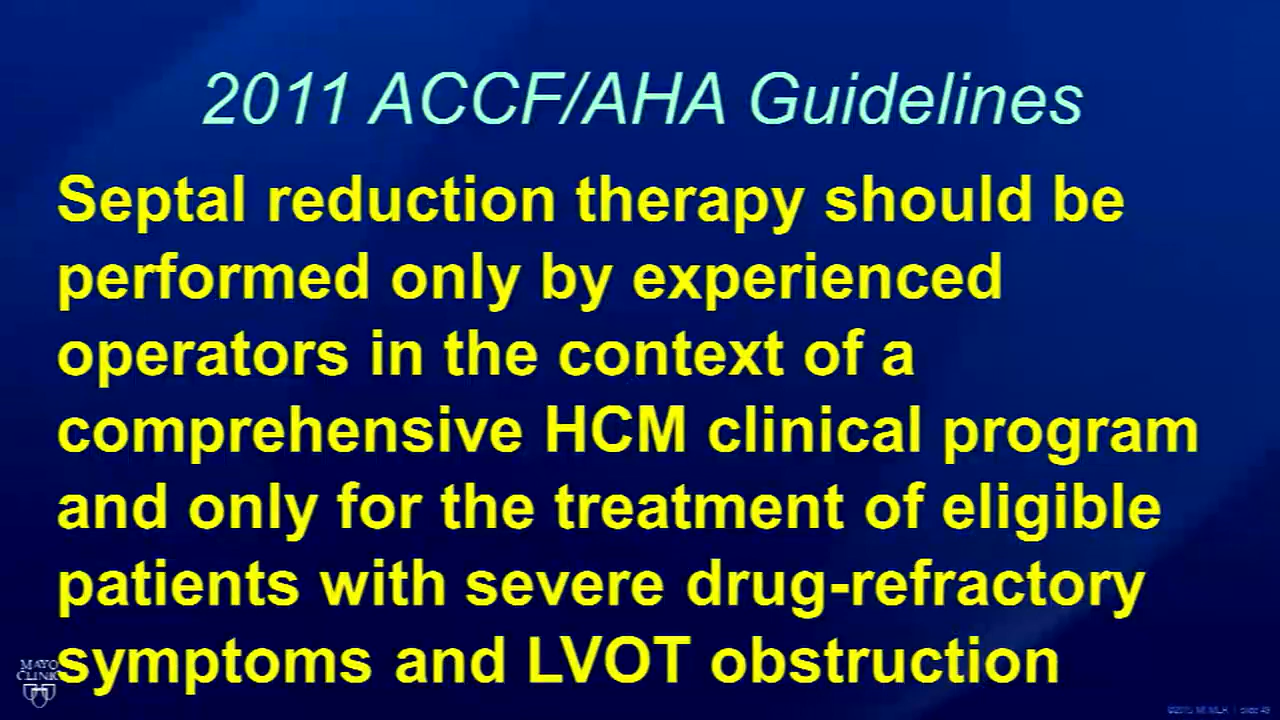 2011 ACCF/AHA Guidelines
Septal reduction therapy should be
performed only by experienced
operators in the context of a
comprehensive HCM clinical program
and only for the treatment of eligible
patients with severe drug-refractory
symptoms and LVOT obstruction
MAYO
CLINIC